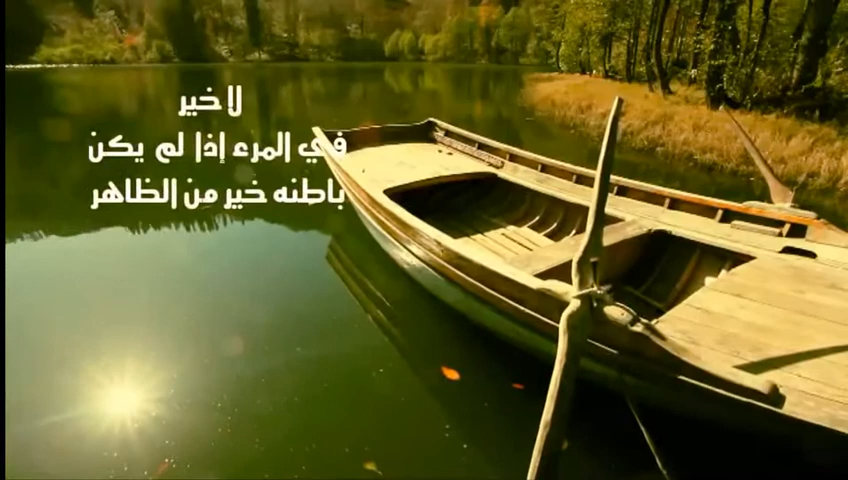 لا خير
في المرء إذا لم يكن
باطنه خير من الظاهر